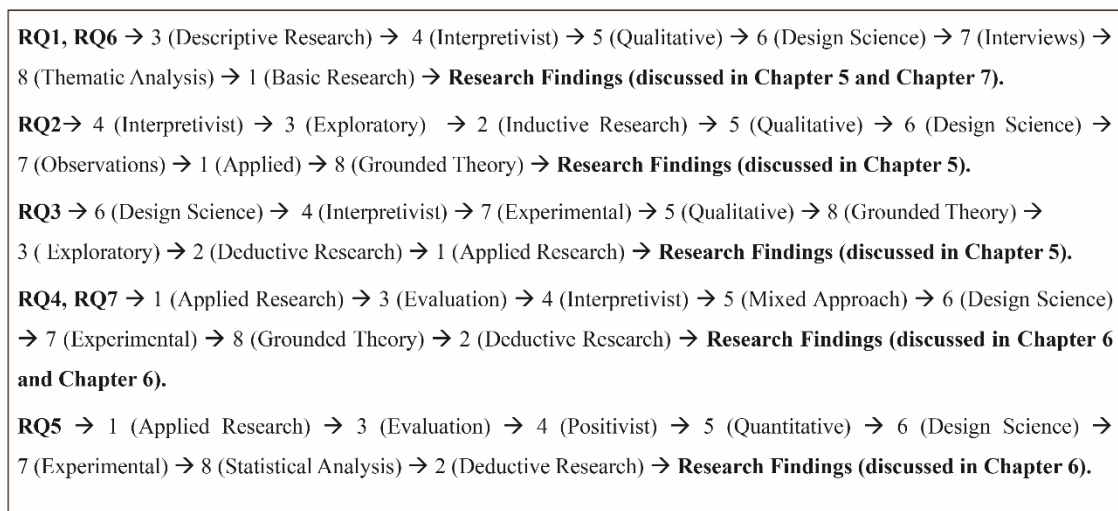 RQ1, RQ6 → 3 (Descriptive Research) → 4 (Interpretivist) → 5 (Qualitative) → 6 (Design Science) → 7 (Interviews) →
8 (Thematic Analysis) → 1 (Basic Research) → Research Findings (discussed in Chapter 5 and Chapter 7).
RQ2→ 4 (Interpretivist) → 3 (Exploratory) → 2 (Inductive Research) → 5 (Qualitative) → 6 (Design Science) →
7 (Observations) → 1 (Applied) → 8 (Grounded Theory) → Research Findings (discussed in Chapter 5).
RQ3 → 6 (Design Science) → 4 (Interpretivist) → 7 (Experimental) → 5 (Qualitative) → 8 (Grounded Theory) →
3 ( Exploratory) → 2 (Deductive Research) → 1 (Applied Research) → Research Findings (discussed in Chapter 5).
RQ4, RQ7 → 1 (Applied Research) → 3 (Evaluation) → 4 (Interpretivist) → 5 (Mixed Approach) → 6 (Design Science)
→ 7 (Experimental) → 8 (Grounded Theory) → 2 (Deductive Research) → Research Findings (discussed in Chapter 6
and Chapter 6).
RQ5 → 1 (Applied Research) → 3 (Evaluation) → 4 (Positivist) → 5 (Quantitative) → 6 (Design Science) →
7 (Experimental) → 8 (Statistical Analysis) → 2 (Deductive Research) → Research Findings (discussed in Chapter 6).